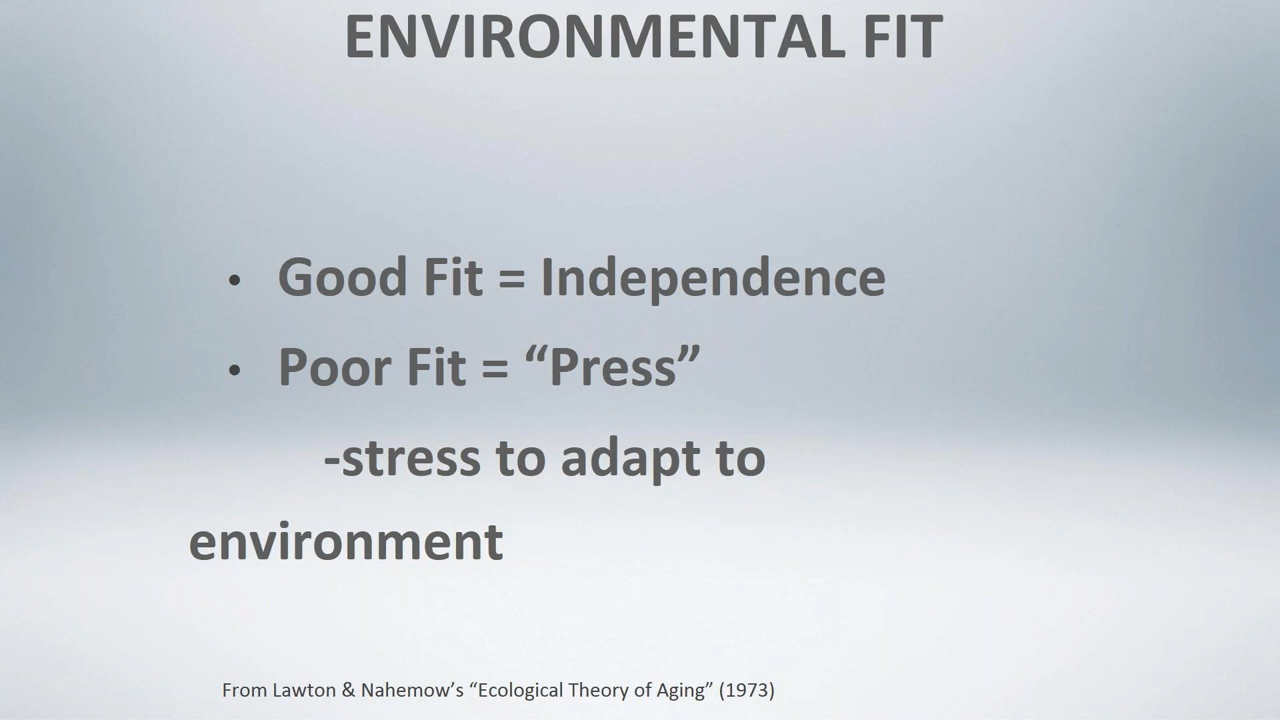 ENVIRONMENTAL FIT
• Good Fit = Independence
• Poor Fit = “Press”
-stress to adapt to
environment
From Lawton & Nahemow’s “Ecological Theory of Aging” (1973)